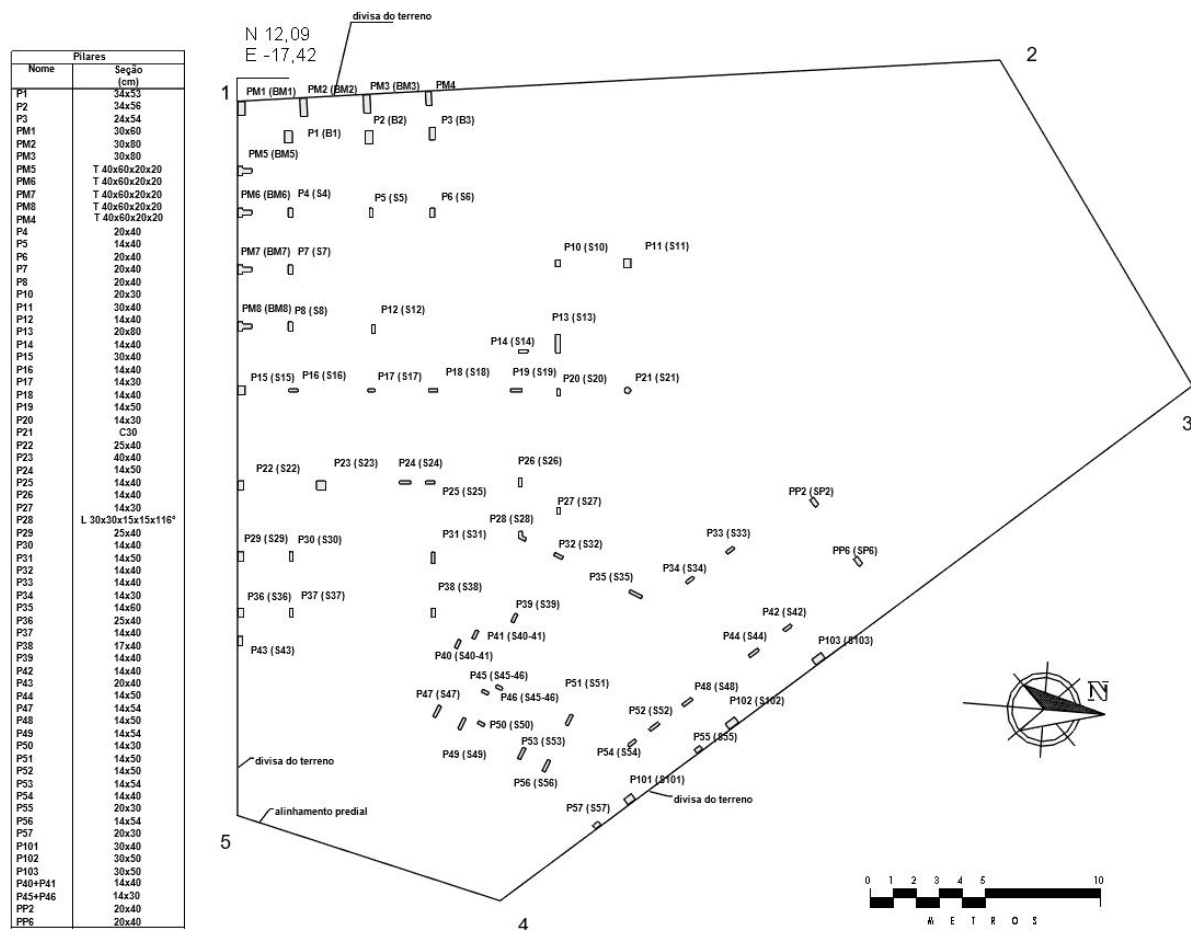 Pilares
Nome Seção
(cm)
P1 34x53
P2 34x56
P3 24x54
PM1 30x60
PM2 30x80
PM3 30x80
PM5 T 40x60x20x20
PM6 T 40x60x20x20
PM7 T 40x60x20x20
PM8 T 40x60x20x20
PM4 T 40x60x20x20
P4 20x40
P5 14x40
P6 20x40
P7 20x40
P8 20x40
P10 20x30
P11 30x40
P12 14x40
P13 20x80
P14 14x40
P15 30x40
P16 14x40
P17 14x30
P18 14x40
P19 14x50
P20 14x30
P21 C30
P22 25x40
P23 40x40
P24 14x50
P25 14x40
P26 14x40
P27 14x30
P28 L 30x30x15x15x116°
P29 25x40
P30 14x40
P31 14x50
P32 14x40
P33 14x40
P34 14x30
P35 14x60
P36 25x40
P37 14x40
P38 17x40
P39 14x40
P42 14x40
P43 20x40
P44 14x50
P47 14x54
P48 14x50
P49 14x54
P50 14x30
P51 14x50
P52 14x50
P53 14x54
P54 14x40
P55 20x30
P56 14x54
P57 20x30
P101 30x40
P102 30x50
P103 30x50
P40+P41 14x40
P45+P46 14x30
PP2 20x40
PP6 20x40
divisa do terreno
N 12,09
E -17,42
1
2
PM1 (BM1) PM2 (BM2) PM3 (BM3) PM4
P1 (B1) P2 (B2) P3 (B3)
PM5 (BM5)
PM6 (BM6) P4 (S4) P5 (S5) P6 (S6)
PM7 (BM7) P7 (S7) P10 (S10) P11 (S11)
PM8 (BM8) P8 (S8) P12 (S12) P13 (S13)
P14 (S14)
P15 (S15) P16 (S16) P17 (S17) P18 (S18) P19 (S19) P20 (S20) P21 (S21)
3
P22 (S22) P23 (S23) P24 (S24) P26 (S26)
P25 (S25) PP2 (SP2)
P27 (S27)
P28 (S28)
P29 (S29) P30 (S30) P31 (S31) P32 (S32) P33 (S33) PP6 (SP6)
P35 (S35) P34 (S34)
P36 (S36) P37 (S37) P38 (S38) P39 (S39) P42 (S42)
P43 (S43) P41 (S40-41) P44 (S44) P103 (S103)
P40 (S40-41)
P45 (S45-46)
P47 (S47) P46 (S45-46) P51 (S51) P48 (S48) P102 (S102)
P50 (S50) P52 (S52)
P49 (S49) P53 (S53) P54 (S54) P55 (S55)
P56 (S56) P101 (S101)
P57 (S57) divisa do terreno
divisa do terreno
alinhamento predial
5
4
N
0 1 2 3 4 5 10
M E T R O S